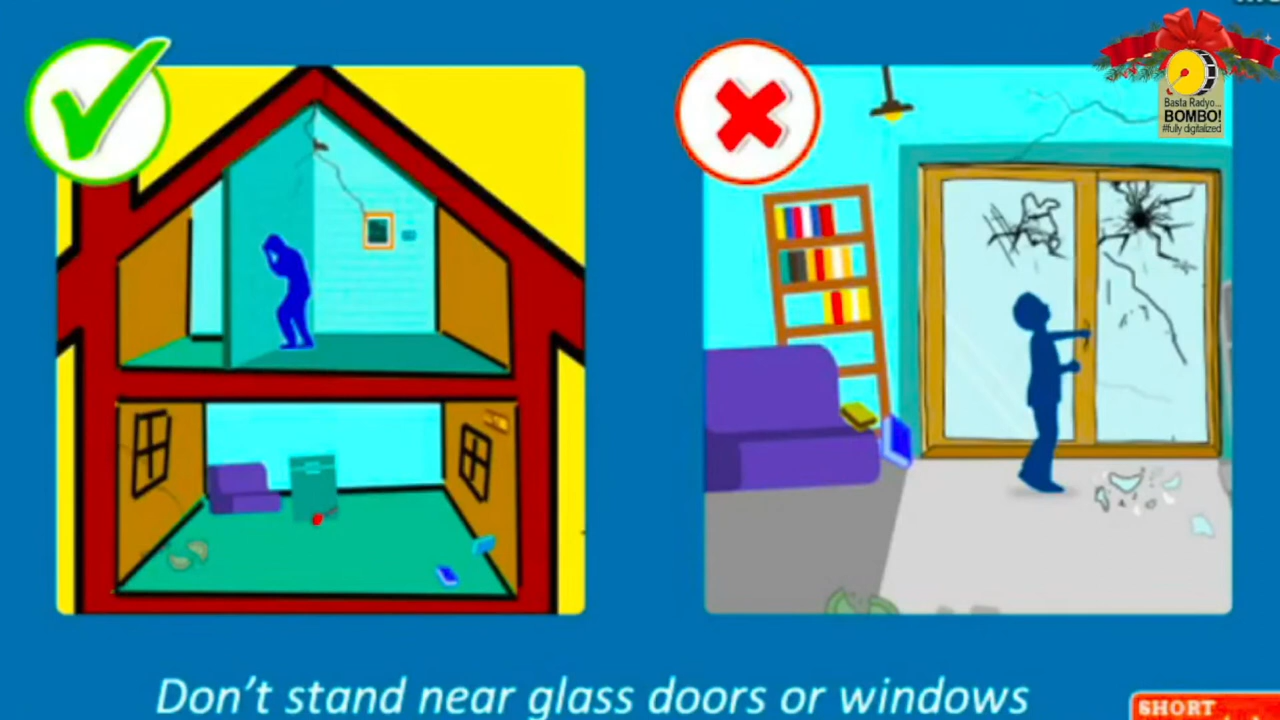 Basta Radyo...
BOMBO!
#fully digitalized
Don't stand near glass doors or windows
SHORT